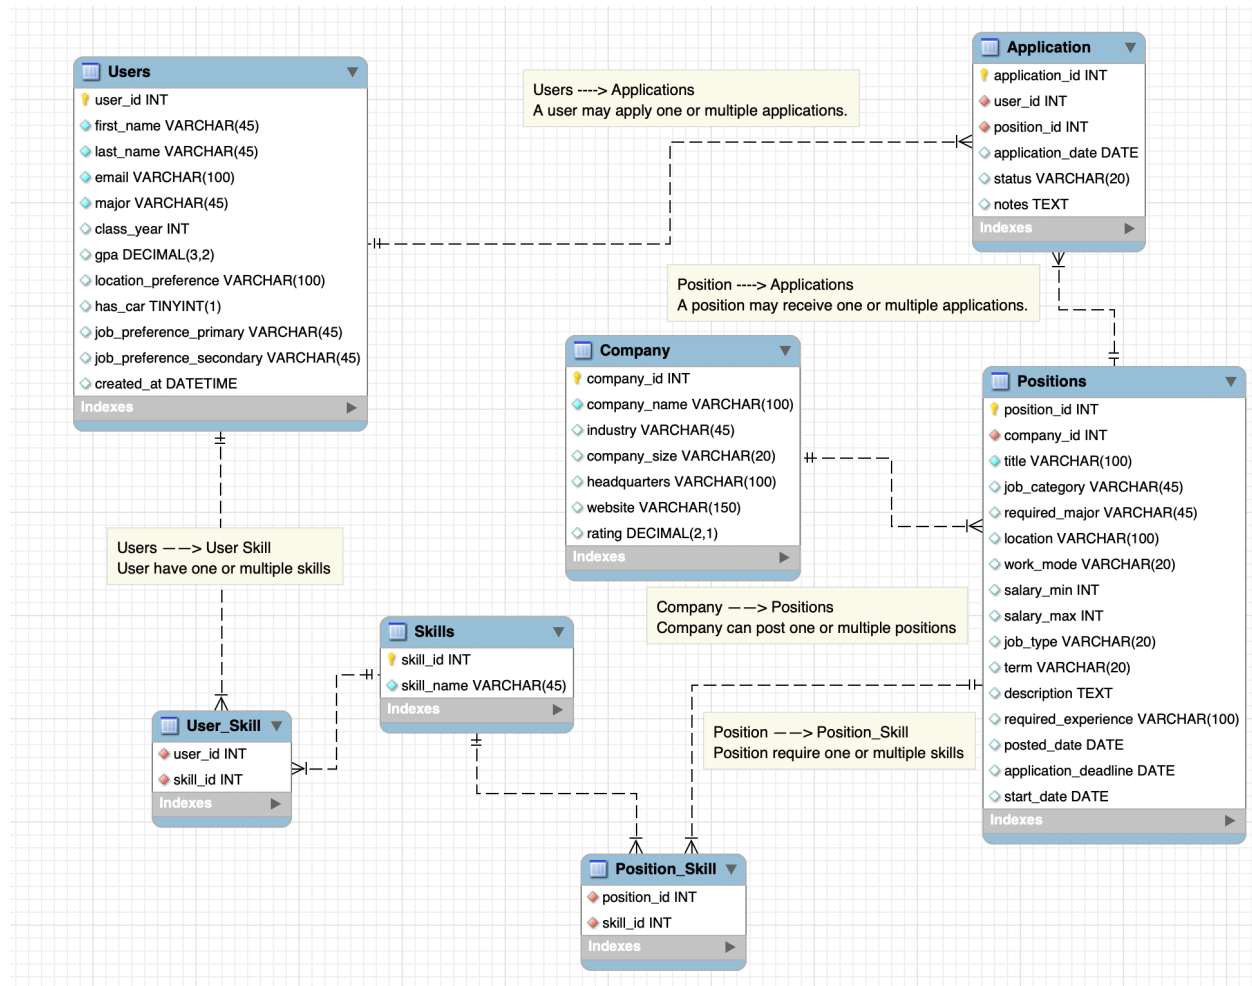 Users
user_id INT
first_name VARCHAR(45)
last_name VARCHAR(45)
email VARCHAR(100)
major VARCHAR(45)
class_year INT
gpa DECIMAL(3,2)
location_preference VARCHAR(100)
has_car TINYINT(1)
job_preference_primary VARCHAR(45)
job_preference_secondary VARCHAR(45)
created_at DATETIME
Indexes
Users ----> Applications
A user may apply one or multiple applications.
Application
application_id INT
user_id INT
position_id INT
application_date DATE
status VARCHAR(20)
notes TEXT
Indexes
Position ----> Applications
A position may receive one or multiple applications.
Company
company_id INT
company_name VARCHAR(100)
industry VARCHAR(45)
company_size VARCHAR(20)
headquarters VARCHAR(100)
website VARCHAR(150)
rating DECIMAL(2,1)
Indexes
Positions
position_id INT
company_id INT
title VARCHAR(100)
job_category VARCHAR(45)
required_major VARCHAR(45)
location VARCHAR(100)
work_mode VARCHAR(20)
salary_min INT
salary_max INT
job_type VARCHAR(20)
term VARCHAR(20)
description TEXT
required_experience VARCHAR(100)
posted_date DATE
application_deadline DATE
start_date DATE
Indexes
Users — —> User Skill
User have one or multiple skills
Company — —> Positions
Company can post one or multiple positions
Skills
skill_id INT
skill_name VARCHAR(45)
Indexes
User_Skill
user_id INT
skill_id INT
Indexes
Position — —> Position_Skill
Position require one or multiple skills
Position_Skill
position_id INT
skill_id INT
Indexes